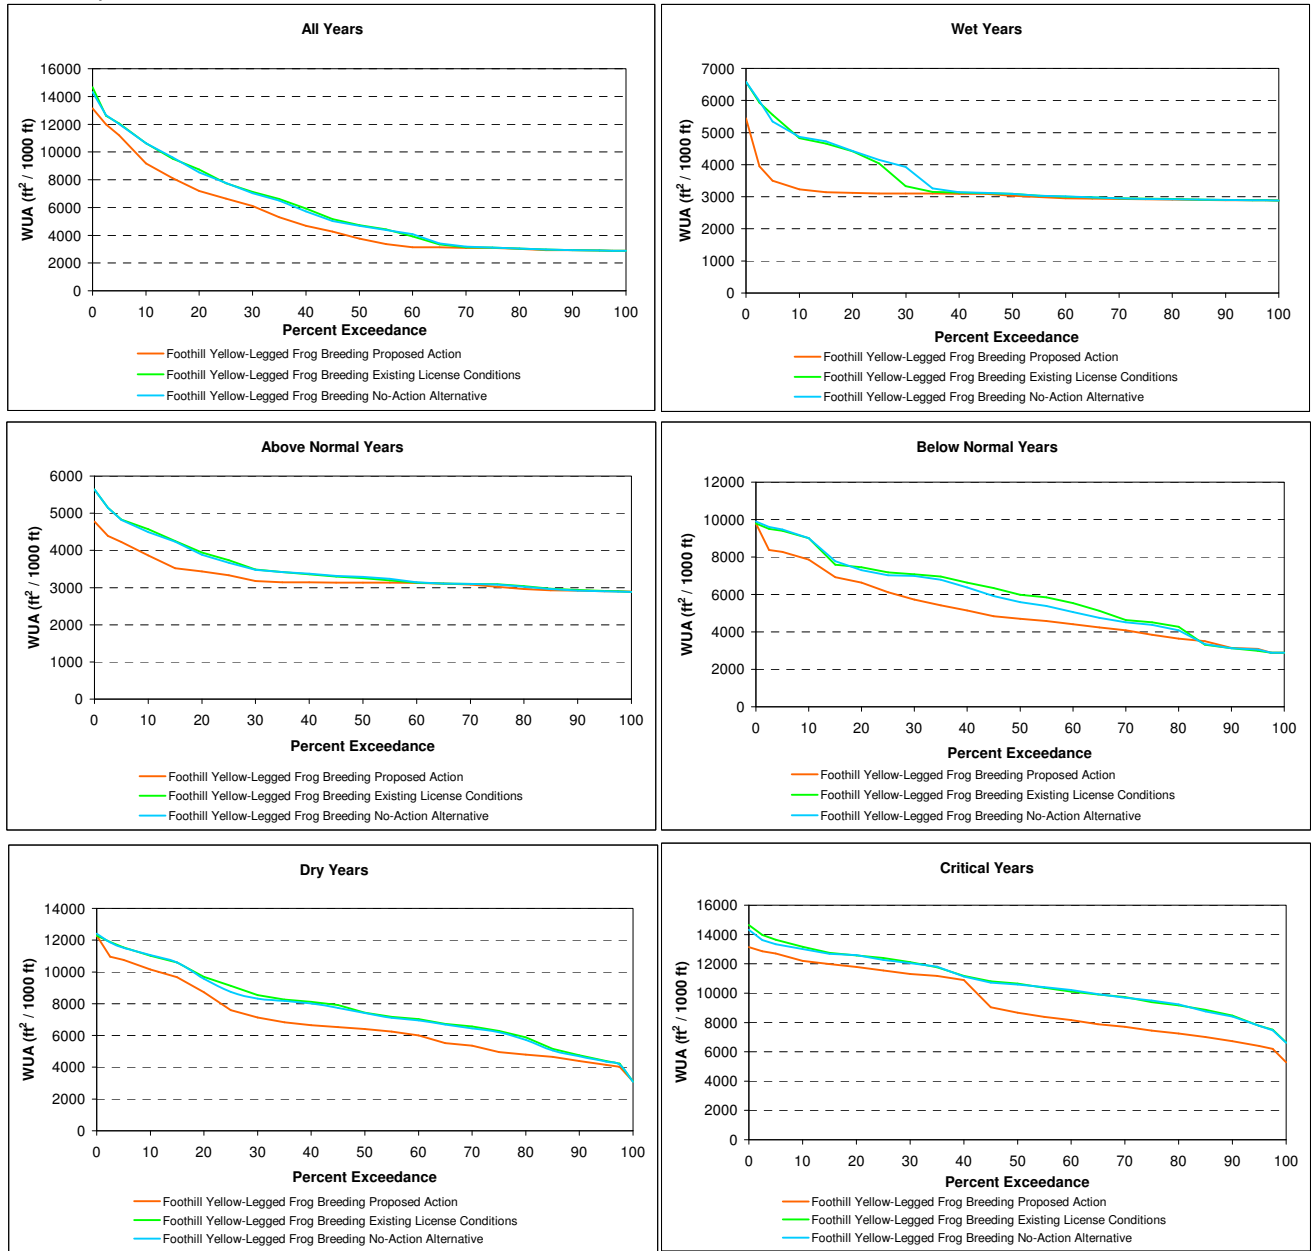 All Years
WUA (ft² / 1000 ft)
16000
14000
12000
10000
8000
6000
4000
2000
0
0 10 20 30 40 50 60 70 80 90 100
Percent Exceedance
Foothill Yellow-Legged Frog Breeding Proposed Action
Foothill Yellow-Legged Frog Breeding Existing License Conditions
Foothill Yellow-Legged Frog Breeding No-Action Alternative
Wet Years
WUA (ft² / 1000 ft)
7000
6000
5000
4000
3000
2000
1000
0
0 10 20 30 40 50 60 70 80 90 100
Percent Exceedance
Foothill Yellow-Legged Frog Breeding Proposed Action
Foothill Yellow-Legged Frog Breeding Existing License Conditions
Foothill Yellow-Legged Frog Breeding No-Action Alternative
Above Normal Years
WUA (ft² / 1000 ft)
6000
5000
4000
3000
2000
1000
0
0 10 20 30 40 50 60 70 80 90 100
Percent Exceedance
Foothill Yellow-Legged Frog Breeding Proposed Action
Foothill Yellow-Legged Frog Breeding Existing License Conditions
Foothill Yellow-Legged Frog Breeding No-Action Alternative
Below Normal Years
WUA (ft² / 1000 ft)
12000
10000
8000
6000
4000
2000
0
0 10 20 30 40 50 60 70 80 90 100
Percent Exceedance
Foothill Yellow-Legged Frog Breeding Proposed Action
Foothill Yellow-Legged Frog Breeding Existing License Conditions
Foothill Yellow-Legged Frog Breeding No-Action Alternative
Dry Years
WUA (ft² / 1000 ft)
14000
12000
10000
8000
6000
4000
2000
0
0 10 20 30 40 50 60 70 80 90 100
Percent Exceedance
Foothill Yellow-Legged Frog Breeding Proposed Action
Foothill Yellow-Legged Frog Breeding Existing License Conditions
Foothill Yellow-Legged Frog Breeding No-Action Alternative
Critical Years
WUA (ft² / 1000 ft)
16000
14000
12000
10000
8000
6000
4000
2000
0
0 10 20 30 40 50 60 70 80 90 100
Percent Exceedance
Foothill Yellow-Legged Frog Breeding Proposed Action
Foothill Yellow-Legged Frog Breeding Existing License Conditions
Foothill Yellow-Legged Frog Breeding No-Action Alternative